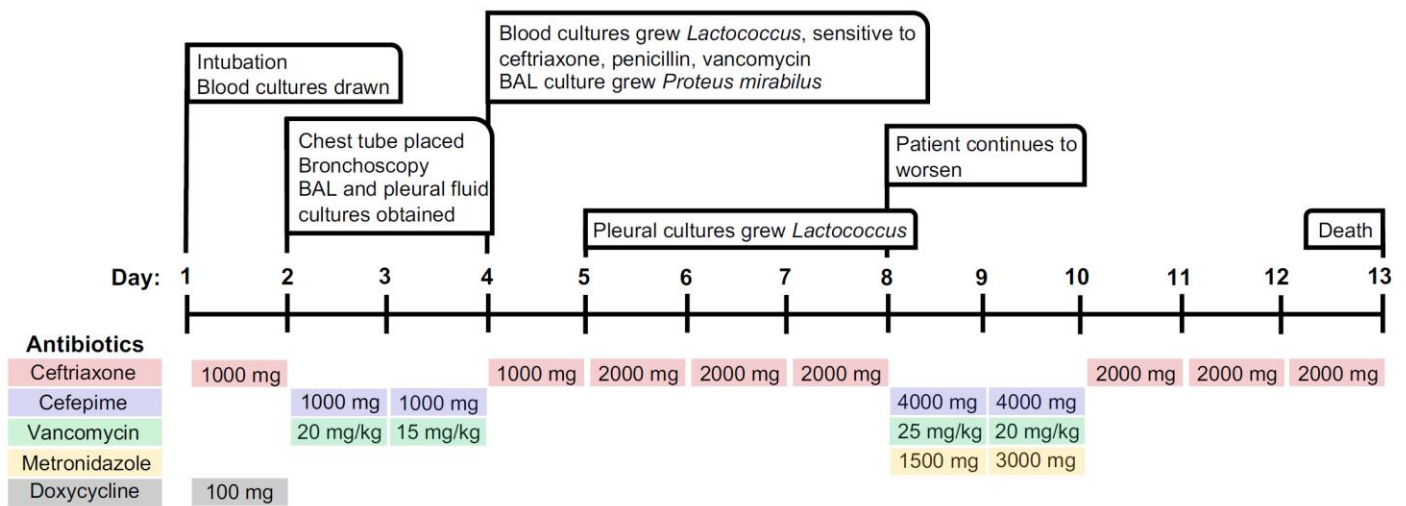 Intubation
Blood cultures drawn
Chest tube placed
Bronchoscopy
BAL and pleural fluid
cultures obtained
Blood cultures grew Lactococcus, sensitive to
ceftriaxone, penicillin, vancomycin
BAL culture grew Proteus mirabilus
Pleural cultures grew Lactococcus
Patient continues to
worsen
Death
Day: 1 2 3 4 5 6 7 8 9 10 11 12 13
Antibiotics
Ceftriaxone 1000 mg 1000 mg 2000 mg 2000 mg 2000 mg 2000 mg 2000 mg 2000 mg
Cefepime 1000 mg 1000 mg 4000 mg 4000 mg
Vancomycin 20 mg/kg 15 mg/kg 25 mg/kg 20 mg/kg
Metronidazole 1500 mg 3000 mg
Doxycycline 100 mg